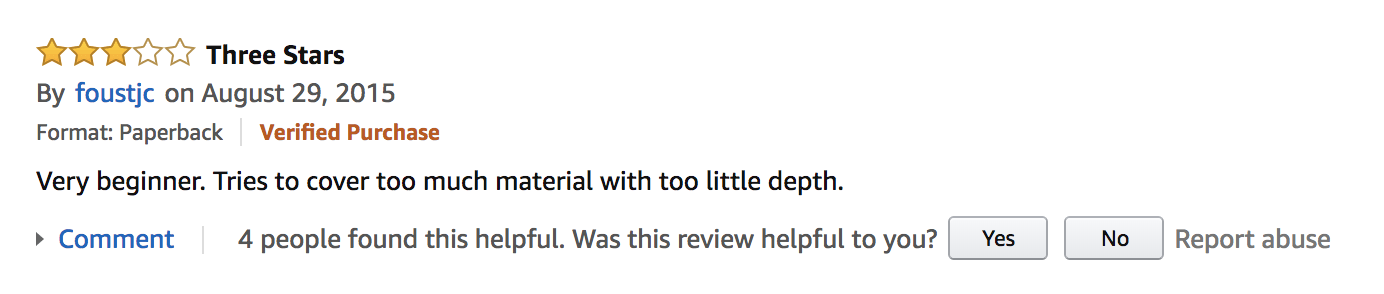 Three Stars
By foustjc on August 29, 2015
Format: Paperback Verified Purchase
Very beginner. Tries to cover too much material with too little depth.
Comment 4 people found this helpful. Was this review helpful to you? Yes No Report abuse